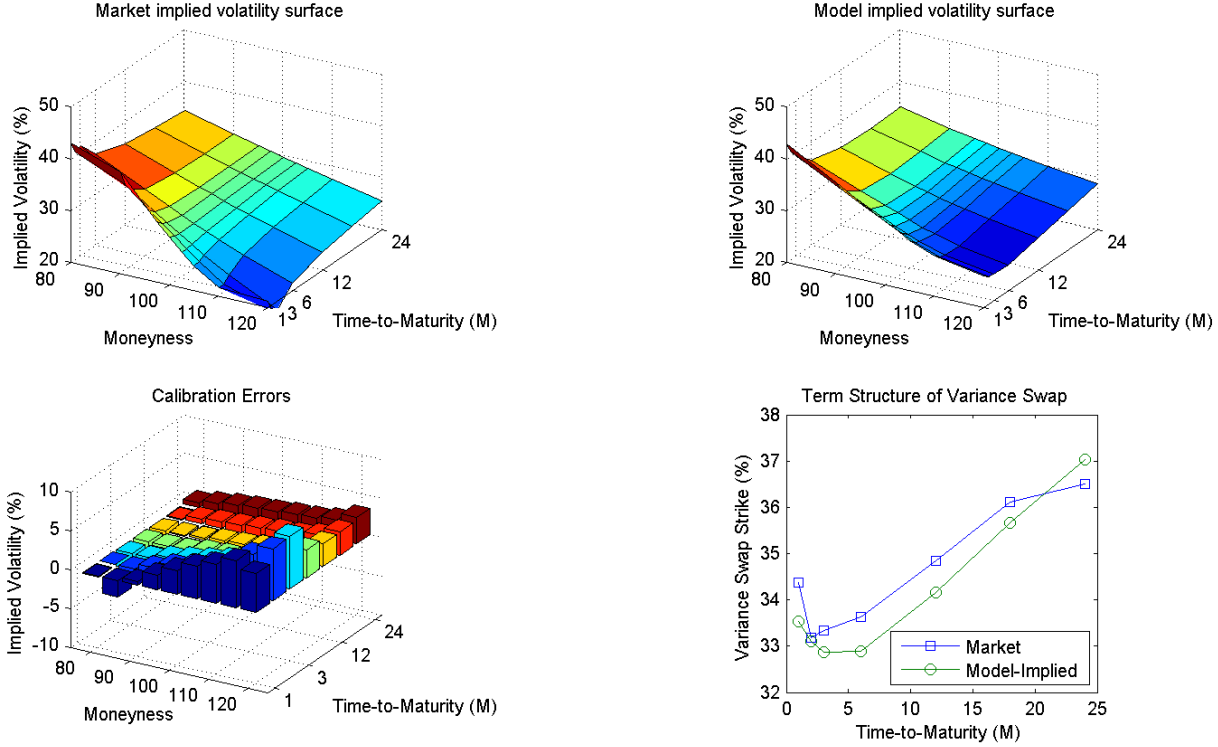 Market implied volatility surface
Implied Volatility (%)
50
40
30
20
80
90
100
110
120
Moneyness
1
3
6
12
24
Time-to-Maturity (M)
Model implied volatility surface
Implied Volatility (%)
50
40
30
20
80
90
100
110
120
Moneyness
1
3
6
12
24
Time-to-Maturity (M)
Calibration Errors
Implied Volatility (%)
10
5
0
-5
-10
80
90
100
110
120
Moneyness
1
3
12
24
Time-to-Maturity (M)
Term Structure of Variance Swap
Variance Swap Strike (%)
38
37
36
35
34
33
32
Market
Model-Implied
0 5 10 15 20 25
Time-to-Maturity (M)